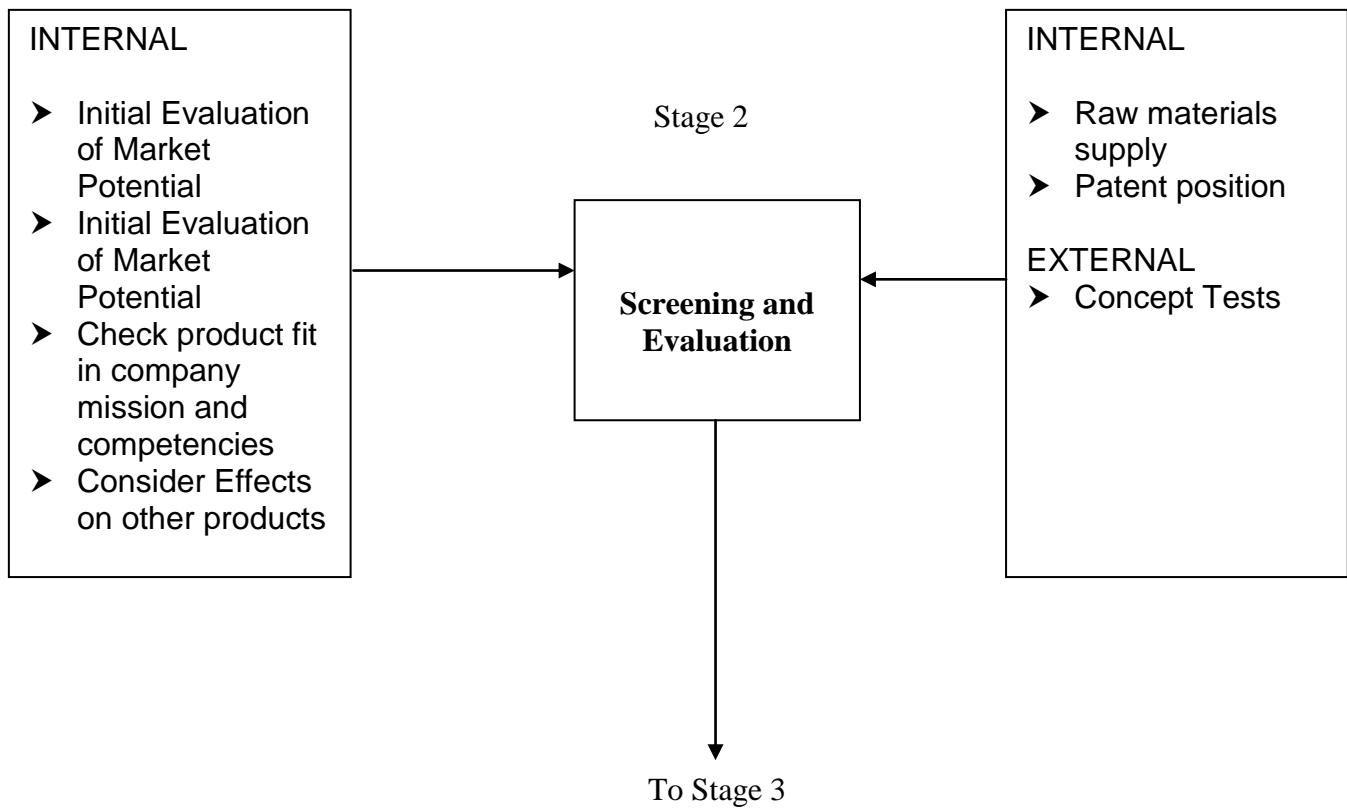 INTERNAL
➤ Initial Evaluation
of Market
Potential
➤ Initial Evaluation
of Market
Potential
➤ Check product fit
in company
mission and
competencies
➤ Consider Effects
on other products
Stage 2
Screening and
Evaluation
INTERNAL
➤ Raw materials
supply
➤ Patent position
EXTERNAL
➤ Concept Tests
To Stage 3